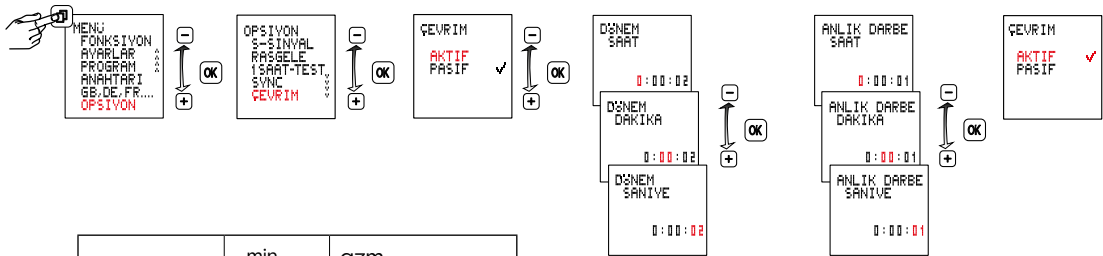 MENÜ
FONKSIYON
AYARLAR
PROGRAM
ANAHTARI
GB,DE,FR....
OPSIYON
−
OK
+
OPSIYON
S-SINYAL
RASGELE
1SAAT-TEST
SYNC
ÇEVRIM
−
OK
+
ÇEVRIM
AKTIF
PASIF ✓
−
OK
+
DÖNEM
SAAT
0:00:02
DÖNEM
DAKIKA
0:00:02
DÖNEM
SANIYE
0:00:02
−
OK
+
ANLIK DARBE
SAAT
0:00:01
ANLIK DARBE
DAKIKA
0:00:01
ANLIK DARBE
SANIYE
0:00:01
−
OK
+
ÇEVRIM
AKTIF ✓
PASIF